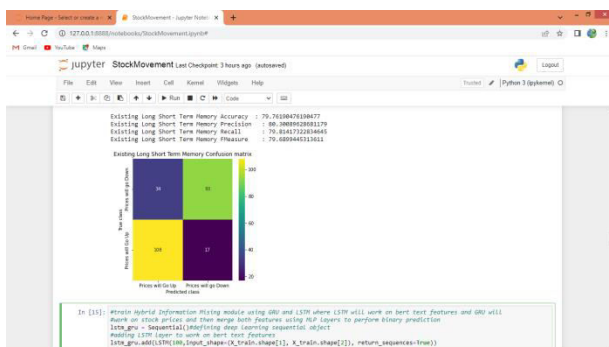 Home Page - Select or create a
StockMovement - Jupyter Note
127.0.0.1:8888/notebooks/StockMovement.ipynb#
Gmail YouTube Maps
jupyter StockMovement Last Checkpoint: 3 hours ago (autosaved)
Logout
File Edit View Insert Cell Kernel Widgets Help
Trusted Python 3 (ipykernel)
Run Code
Existing Long Short Term Memory Accuracy : 79.76190476190477
Existing Long Short Term Memory Precision : 80.30089628681179
Existing Long Short Term Memory Recall : 79.81417322834645
Existing Long Short Term Memory FMeasure : 79.6899445313611
Existing Long Short Term Memory Confusion matrix
True class
Prices will go Down
Prices will Go Up
34
17
100
80
60
40
20
Prices will Go Up Prices will go Down
Predicted class
In [15]: #train Hybrid Information Mixing module using GRU and LSTM where LSTM will work on bert text features and GRU will
#work on stock prices and then merge both features using MLP layers to perform binary prediction
lstm_gru = Sequential()#defining deep learning sequential object
#adding LSTM layer to work on bert text features
lstm_gru.add(LSTM(100,input_shape=(X_train.shape[1], X_train.shape[2]), return_sequences=True))